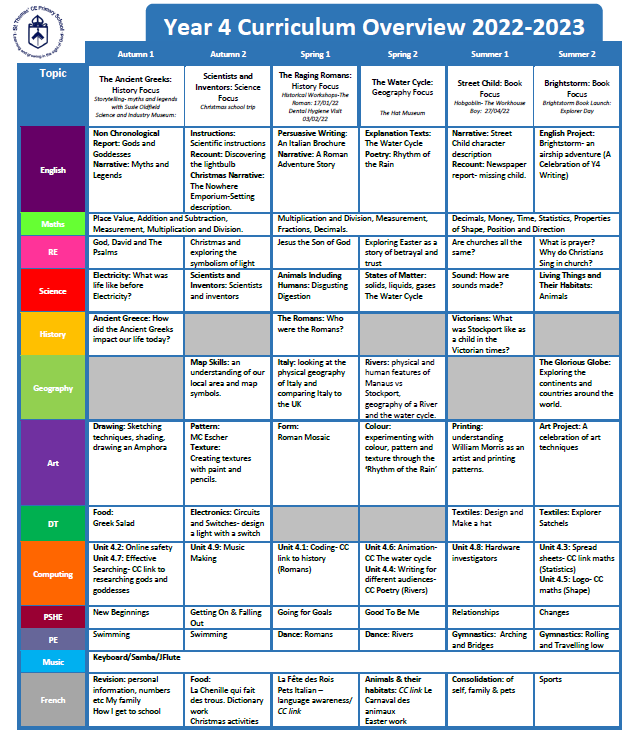 St Thomas' CE Primary School
Year 4 Curriculum Overview 2022-2023
Topic
Autumn 1
Autumn 2
Spring 1
Spring 2
Summer 1
Summer 2
The Ancient Greeks:
History Focus
Storytelling- myths and legends
with Susie Oldfield
Science and Industry Museum:
Scientists and
Inventors: Science
Focus
Christmas school trip
The Raging Romans:
History Focus
Historical Workshops-The
Roman: 17/01/22
Dental Hygiene Visit
03/02/22
The Water Cycle:
Geography Focus
The Hat Museum
Street Child: Book
Focus
Hobgoblin- The Workhouse
Boy: 27/04/22
Brightstorm: Book
Focus
Brightstorm Book Launch:
Explorer Day
English
Non Chronological
Report: Gods and
Goddesses
Narrative: Myths and
Legends
Instructions:
Scientific instructions
Recount: Discovering
the lightbulb
Christmas Narrative:
The Nowhere
Emporium-Setting
description.
Persuasive Writing:
An Italian Brochure
Narrative: A Roman
Adventure Story
Explanation Texts:
The Water Cycle
Poetry: Rhythm of
the Rain
Narrative: Street
Child character
description
Recount: Newspaper
report- missing child.
English Project:
Brightstorm- an
airship adventure (A
Celebration of Y4
Writing)
Maths
Place Value, Addition and Subtraction,
Measurement, Multiplication and Division.
Multiplication and Division, Measurement,
Fractions, Decimals.
Decimals, Money, Time, Statistics, Properties
of Shape, Position and Direction
RE
God, David and The
Psalms
Christmas and
exploring the
symbolism of light
Jesus the Son of God
Exploring Easter as a
story of betrayal and
trust
Are churches all the
same?
What is prayer?
Why do Christians
Sing in church?
Science
Electricity: What was
life like before
Electricity?
Scientists and
Inventors: Scientists
and inventors
Animals Including
Humans: Disgusting
Digestion
States of Matter:
solids, liquids, gases
The Water Cycle
Sound: How are
sounds made?
Living Things and
Their Habitats:
Animals
History
Ancient Greece: How
did the Ancient Greeks
impact our life today?
The Romans: Who
were the Romans?
Victorians: What
was Stockport like as
a child in the
Victorian times?
Geography
Map Skills: an
understanding of our
local area and map
symbols.
Italy: looking at the
physical geography
of Italy and
comparing Italy to
the UK
Rivers: physical and
human features of
Manaus vs
Stockport,
geography of a River
and the water cycle.
The Glorious Globe:
Exploring the
continents and
countries around the
world.
Art
Drawing: Sketching
techniques, shading,
drawing an Amphora
Pattern:
MC Escher
Texture:
Creating textures
with paint and
pencils.
Form:
Roman Mosaic
Colour:
experimenting with
colour, pattern and
texture through the
'Rhythm of the Rain'
Printing:
understanding
William Morris as an
artist and printing
patterns.
Art Project: A
celebration of art
techniques
DT
Food:
Greek Salad
Electronics: Circuits
and Switches- design
a light with a switch
Textiles: Design and
Make a hat
Textiles: Explorer
Satchels
Computing
Unit 4.2: Online safety
Unit 4.7: Effective
Searching- CC link to
researching gods and
goddesses
Unit 4.9: Music
Making
Unit 4.1: Coding- CC
link to history
(Romans)
Unit 4.6: Animation-
CC The water cycle
Unit 4.4: Writing for
different audiences-
CC Poetry (Rivers)
Unit 4.8: Hardware
investigators
Unit 4.3: Spread
sheets- CC link maths
(Statistics)
Unit 4.5: Logo- CC
maths (Shape)
PSHE
New Beginnings
Getting On & Falling
Out
Going for Goals
Good To Be Me
Relationships
Changes
PE
Swimming
Swimming
Dance: Romans
Dance: Rivers
Gymnastics: Arching
and Bridges
Gymnastics: Rolling
and Travelling low
Music
Keyboard/Samba/JFlute
French
Revision: personal
information, numbers
etc My family
How I get to school
Food:
La Chenille qui fait
des trous. Dictionary
work
Christmas activities
La Fête des Rois
Pets Italian –
language awareness/
CC link
Animals & their
habitats: CC link Le
Carnaval des
animaux
Easter work
Consolidation: of
self, family & pets
Sports